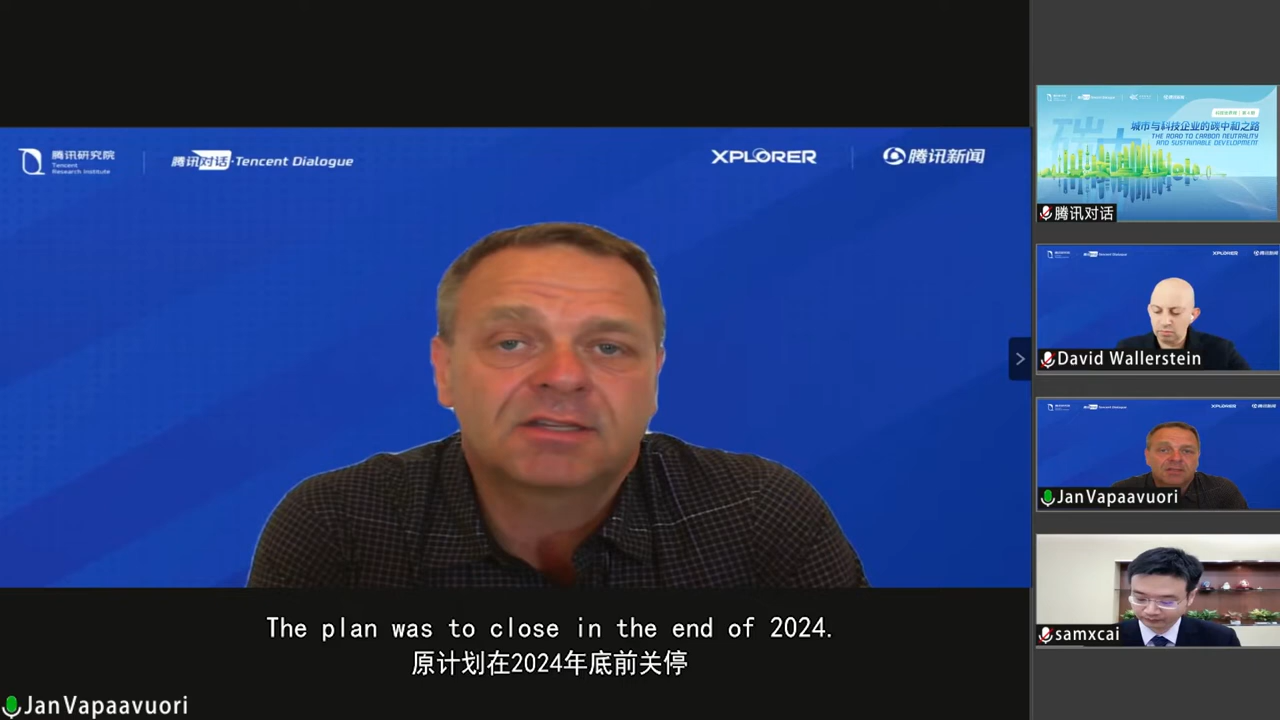 腾讯研究院
Tencent
Research Institute
腾讯对话·Tencent Dialogue
XPLORER
腾讯新闻
The plan was to close in the end of 2024.
原计划在2024年底前关停
JanVapaavuori
城市与科技企业的碳中和之路
THE ROAD TO CARBON NEUTRALITY
AND SUSTAINABLE DEVELOPMENT
腾讯对话
XPLORER
David Wallerstein
XPLORER
JanVapaavuori
samxcai